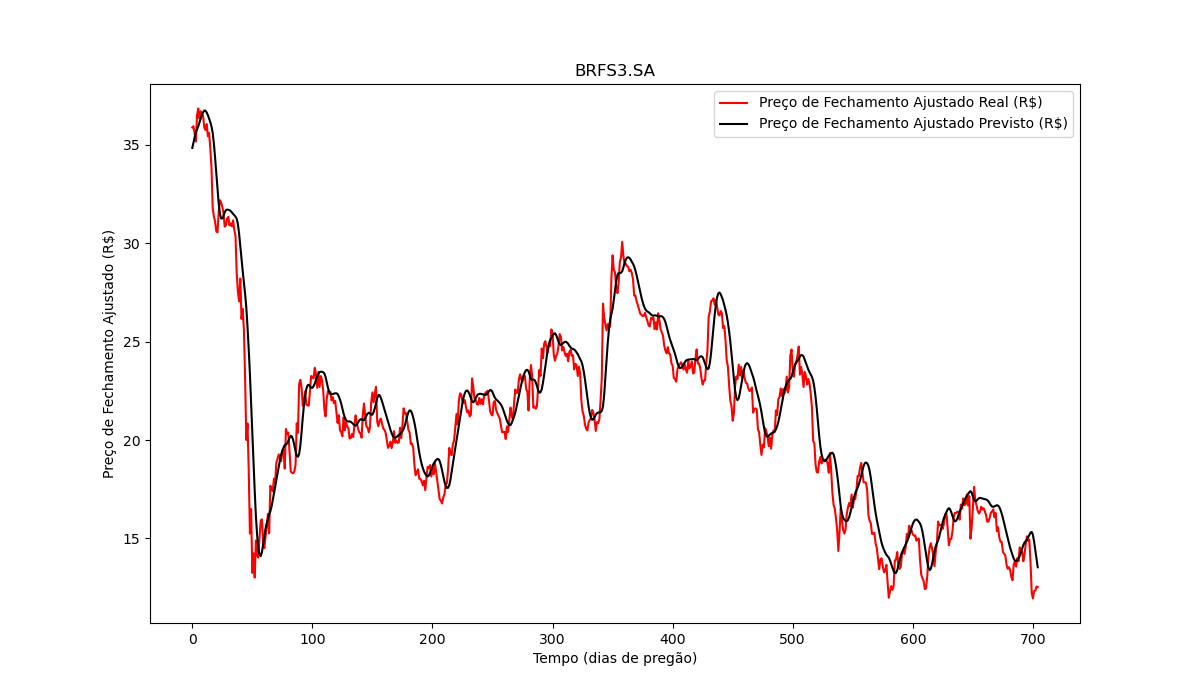 BRFS3.SA
Preço de Fechamento Ajustado Real (R$)
Preço de Fechamento Ajustado Previsto (R$)
Preço de Fechamento Ajustado (R$)
35
30
25
20
15
0 100 200 300 400 500 600 700
Tempo (dias de pregão)